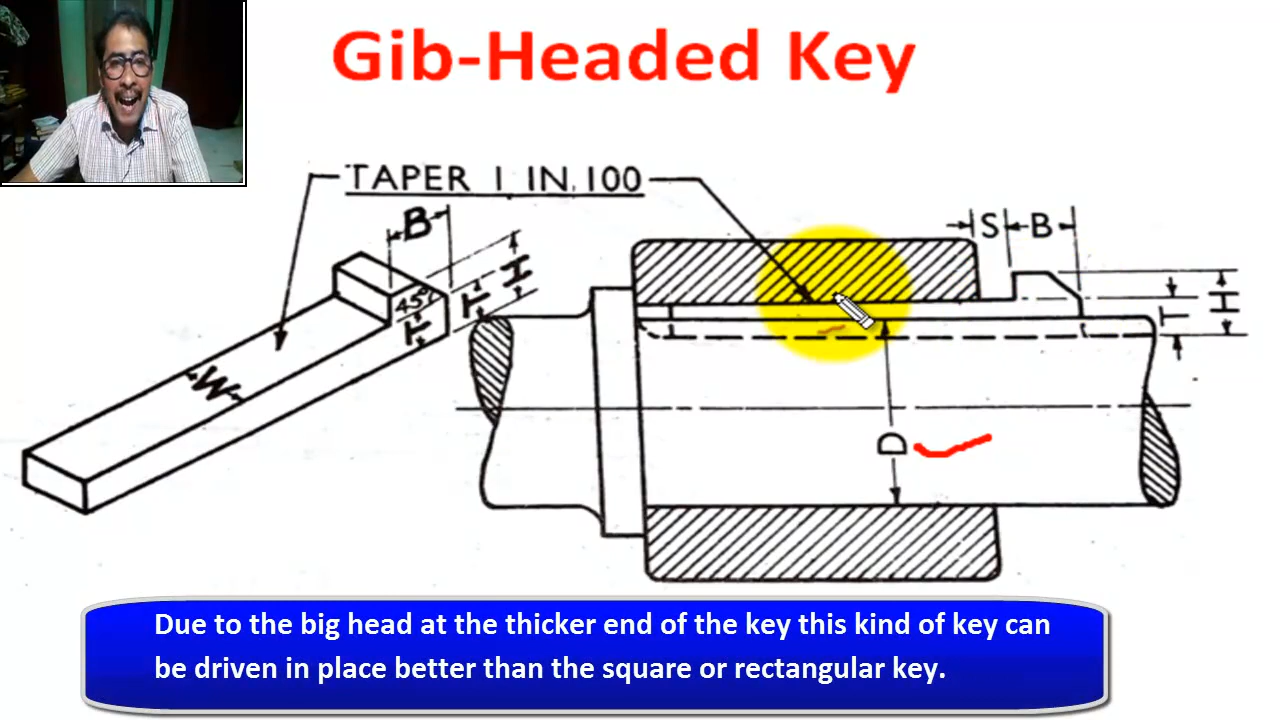 Gib-Headed Key
TAPER 1 IN 100
B
H
T
45°
T
W
S
B
H
T
D
Due to the big head at the thicker end of the key this kind of key can
be driven in place better than the square or rectangular key.